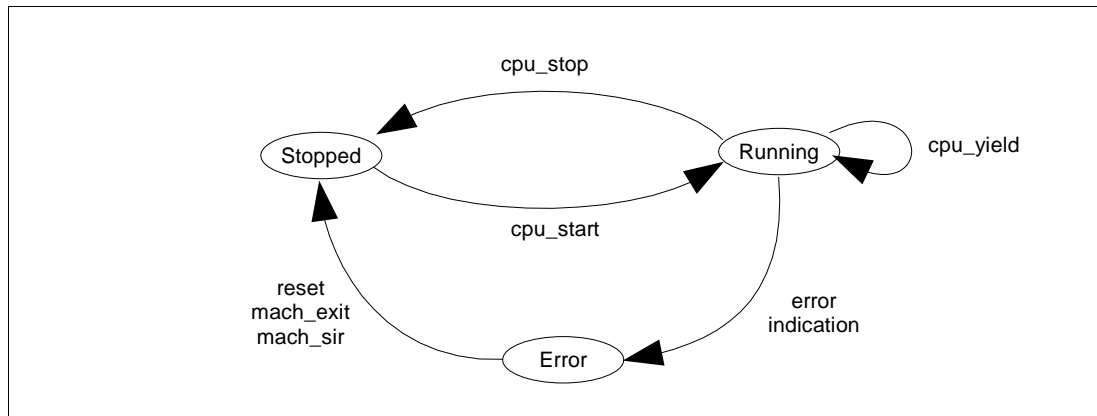 cpu_stop
Stopped
Running
cpu_yield
cpu_start
reset
mach_exit
mach_sir
error
indication
Error